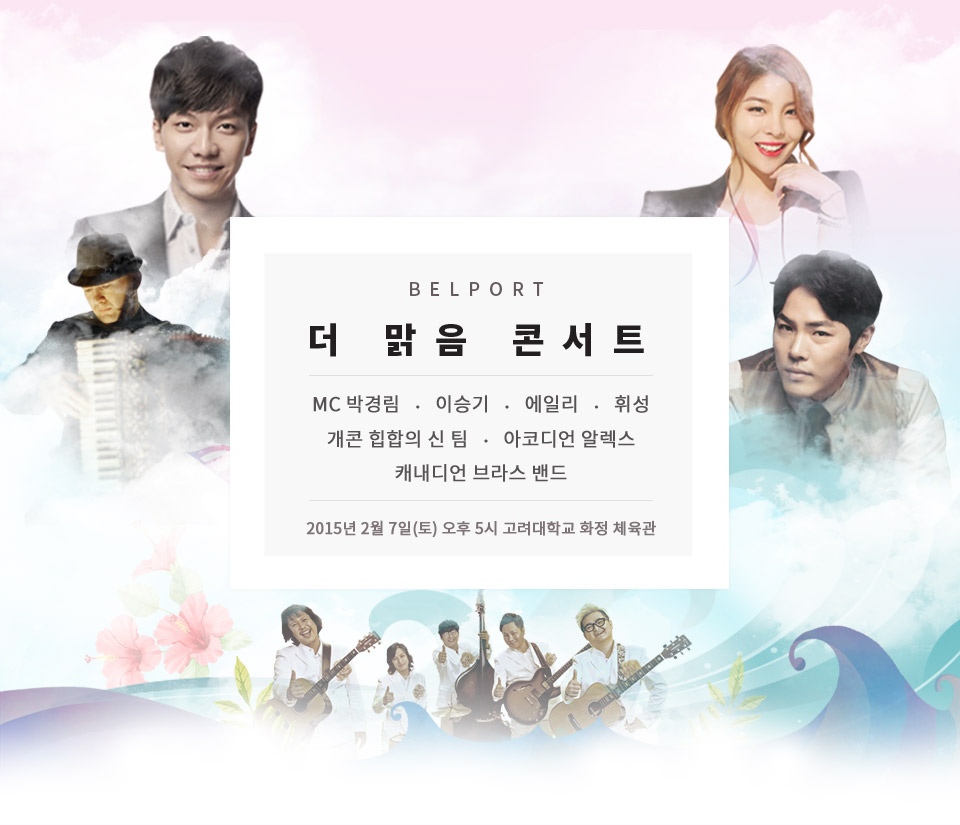 BELPORT
더 맑음 콘서트
MC 박경림 · 이승기 · 에일리 · 휘성
개콘 힙합의 신 팀 · 아코디언 알렉스
캐내디언 브라스 밴드
2015년 2월 7일(토) 오후 5시 고려대학교 화정 체육관